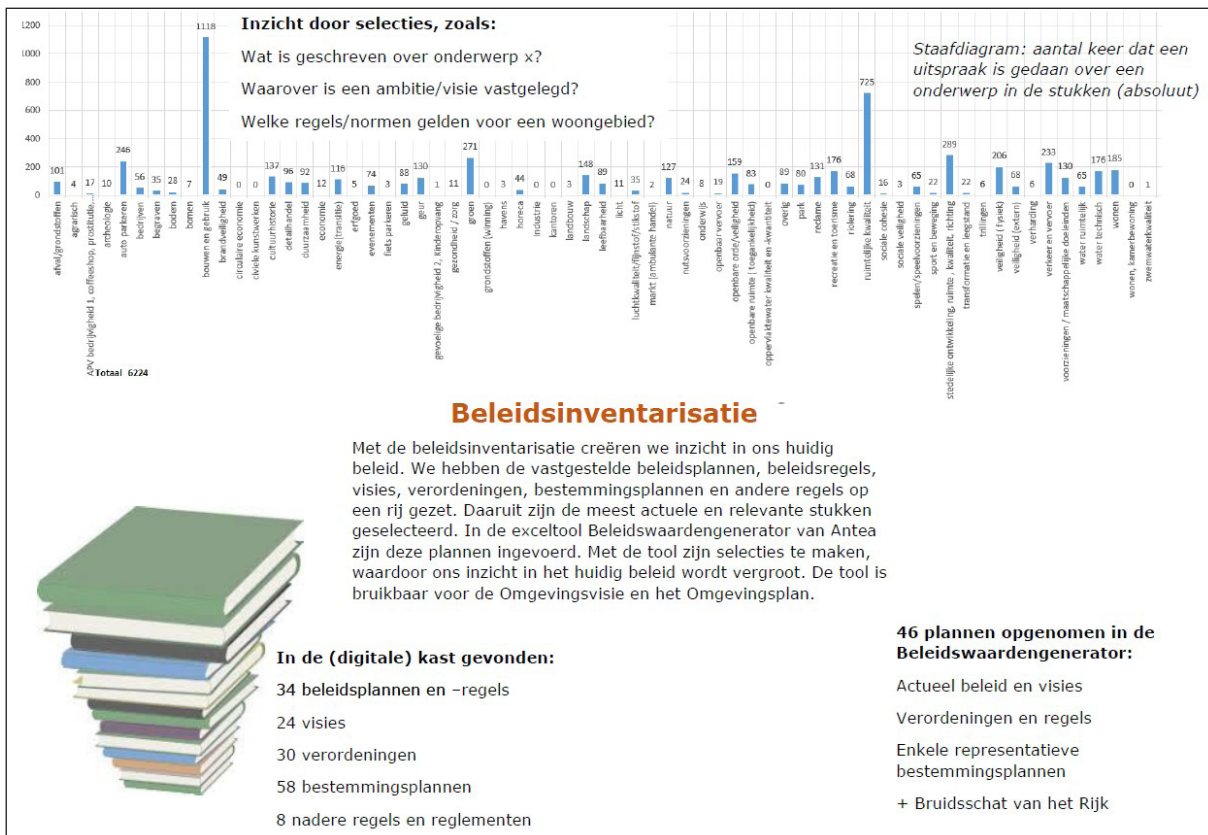 1200
1000
800
600
400
200
0
Inzicht door selecties, zoals:
Wat is geschreven over onderwerp x?
Waarover is een ambitie/visie vastgelegd?
Welke regels/normen gelden voor een woongebied?
Staafdiagram: aantal keer dat een
uitspraak is gedaan over een
onderwerp in de stukken (absoluut)
101 4 17 10 246 56 35 28 7 1118 49 0 0 137 96 92 12 116 5 74 3 88 130 1 11 271 0 3 44 0 0 3 148 89 11 35 2 127 24 8 19 159 83 0 89 80 131 176 68 725 16 3 65 22 289 22 6 206 68 6 233 130 65 176 185 0 1
afval/grondstoffen
agrarisch
APV bedrijvigheid 1, coffeeshop, prostitutie,...
archeologie
auto parkeren
bedrijven
begraven
bodem
bomen
bouwen en gebruik
brandveiligheid
circulaire economie
civiele kunstwerken
cultuurhistorie
detailhandel
duurzaamheid
economie
energie(transitie)
erfgoed
evenementen
fiets parkeren
geluid
geur
gevoelige bedrijvigheid 2, Kinderopvang
gezondheid / zorg
groen
grondstoffen (winning)
havens
horeca
industrie
kantoren
landbouw
landschap
leefbaarheid
licht
luchtkwaliteit/fijnstof/stikstof
markt (ambulante handel)
natuur
nutsvoorzieningen
onderwijs
openbaar vervoer
openbare orde/veiligheid
openbare ruimte ( toegankelijkheid)
oppervlaktewater kwaliteit en -kwantiteit
overig
park
reclame
recreatie en toerisme
riolering
ruimtelijke kwaliteit
sociale cohesie
sociale veiligheid
spelen/speelvoorzieningen
sport en beweging
stedelijke ontwikkeling, ruimte , kwaliteit, richting
transformatie en leegstand
trillingen
veiligheid ( fysiek)
veiligheid (extern)
verharding
verkeer en vervoer
voorzieningen / maatschappelijke doeleinden
water ruimtelijk
water technisch
wonen
wonen, kamerbewoning
zwemwaterkwaliteit
Totaal 6224
Beleidsinventarisatie
Met de beleidsinventarisatie creëren we inzicht in ons huidig
beleid. We hebben de vastgestelde beleidsplannen, beleidsregels,
visies, verordeningen, bestemmingsplannen en andere regels op
een rij gezet. Daaruit zijn de meest actuele en relevante stukken
geselecteerd. In de exceltool Beleidswaardengenerator van Antea
zijn deze plannen ingevoerd. Met de tool zijn selecties te maken,
waardoor ons inzicht in het huidig beleid wordt vergroot. De tool is
bruikbaar voor de Omgevingsvisie en het Omgevingsplan.
In de (digitale) kast gevonden:
34 beleidsplannen en –regels
24 visies
30 verordeningen
58 bestemmingsplannen
8 nadere regels en reglementen
46 plannen opgenomen in de
Beleidswaardengenerator:
Actueel beleid en visies
Verordeningen en regels
Enkele representatieve
bestemmingsplannen
+ Bruidsschat van het Rijk